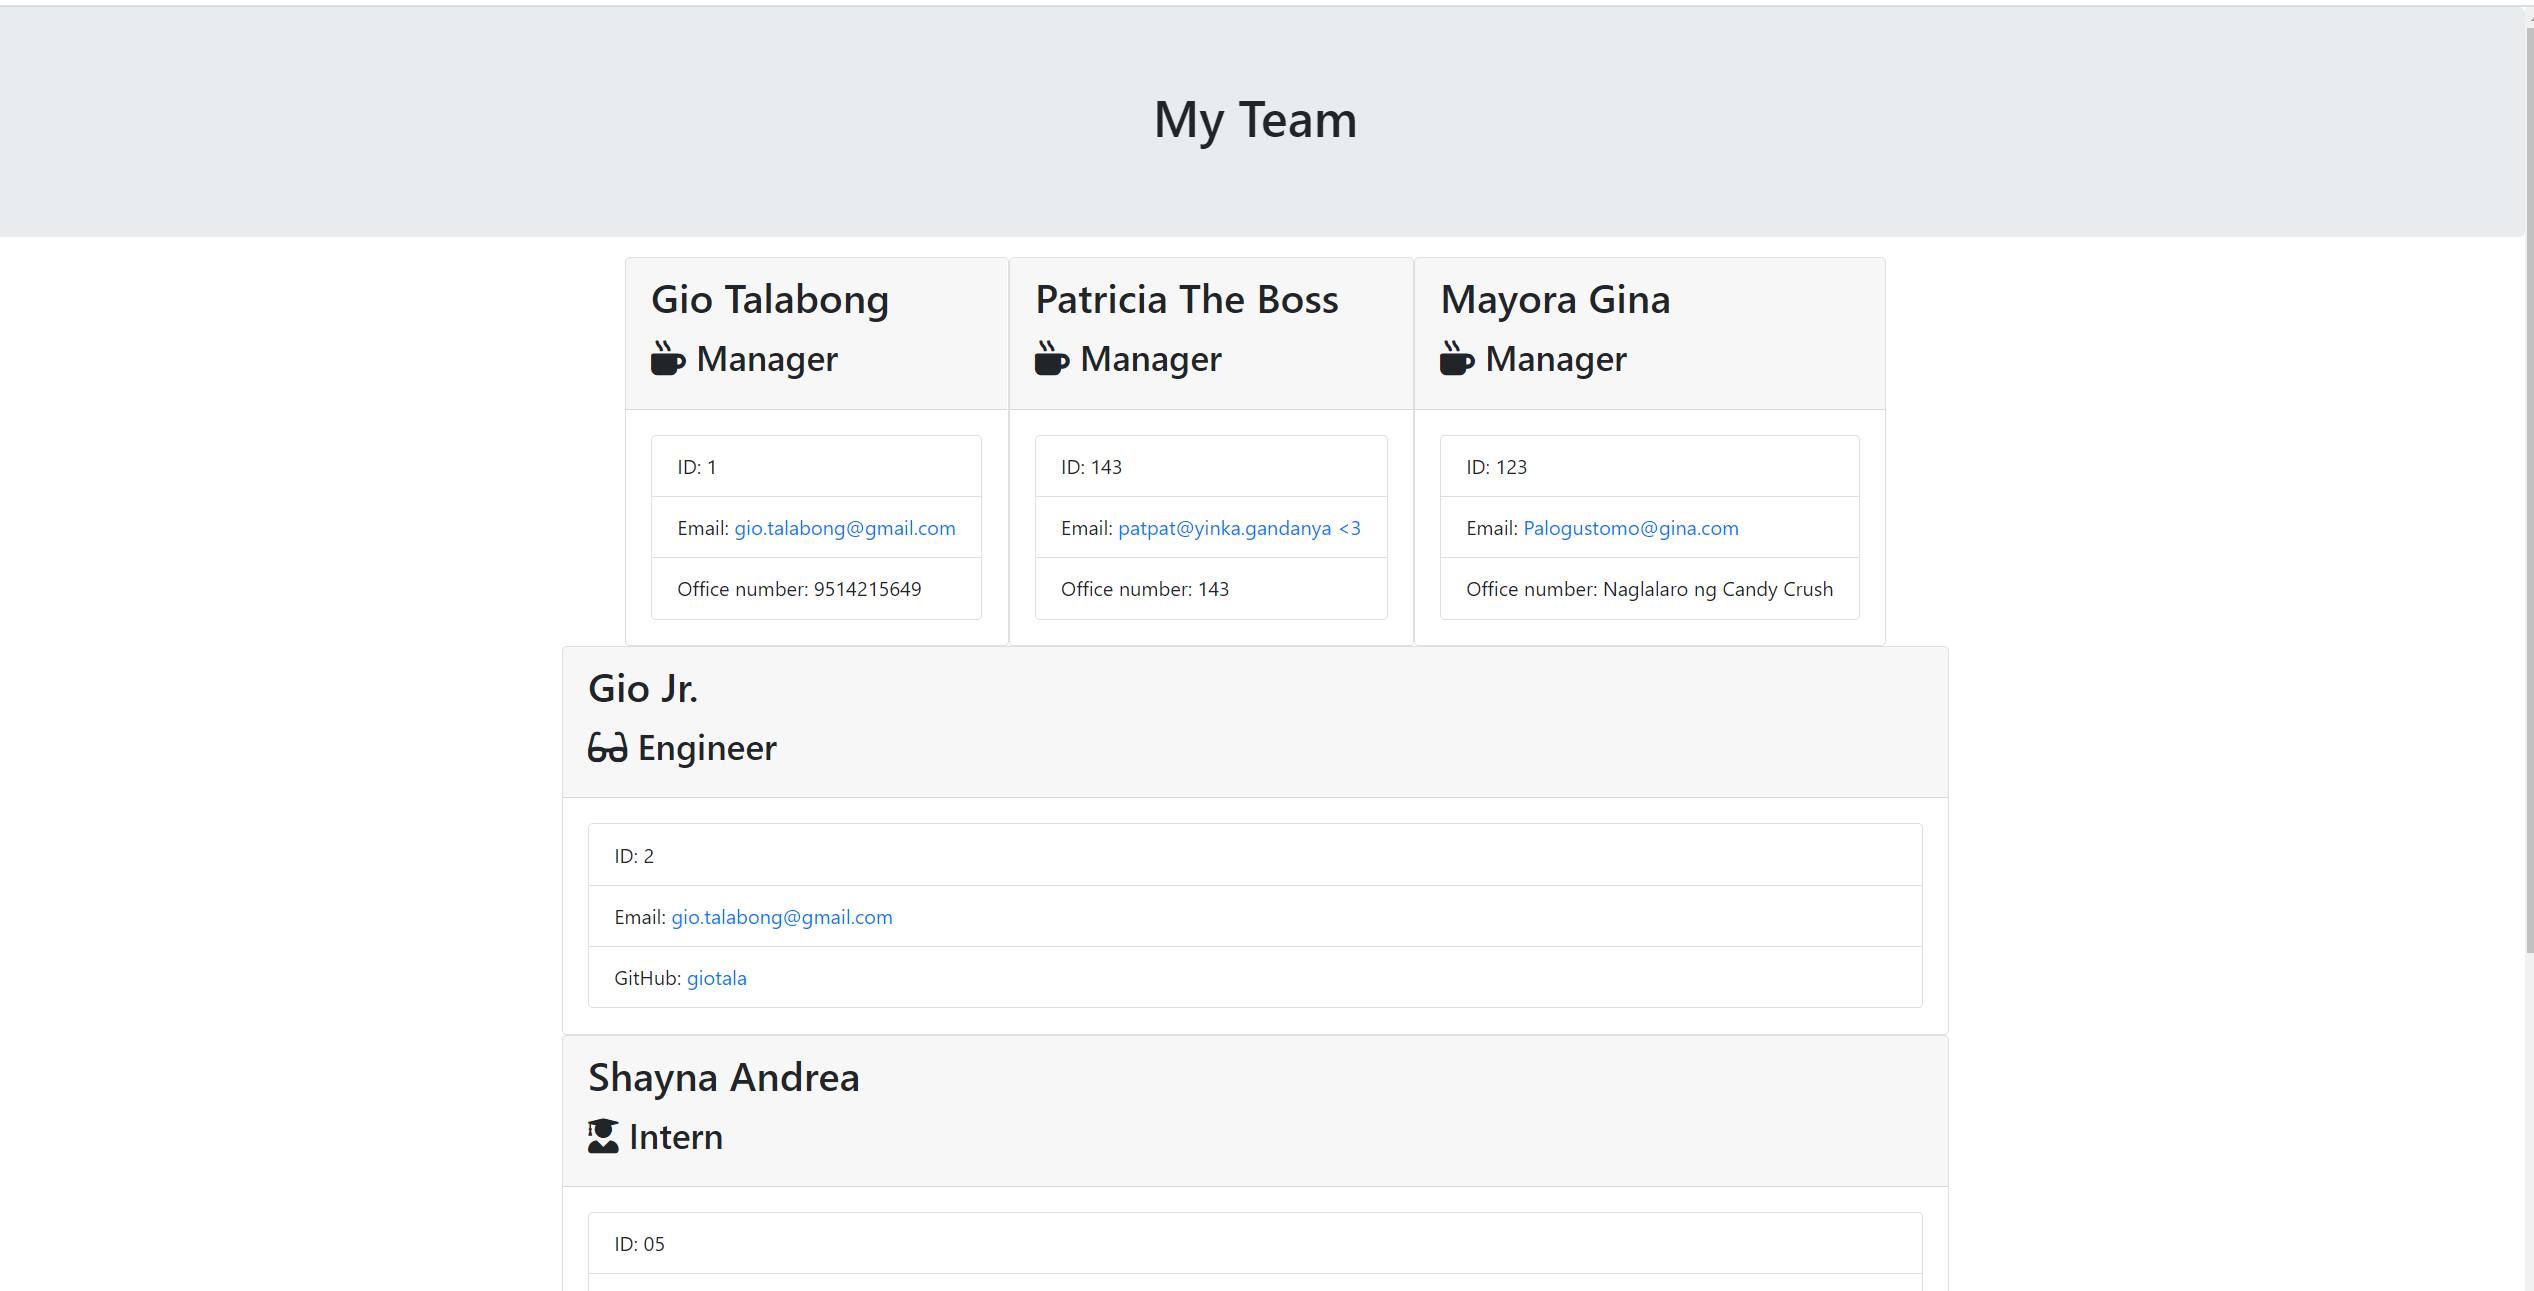 My Team
Gio Talabong
Manager
ID: 1
Email: gio.talabong@gmail.com
Office number: 9514215649
Patricia The Boss
Manager
ID: 143
Email: patpat@yinka.gandanya <3
Office number: 143
Mayora Gina
Manager
ID: 123
Email: Palogustomo@gina.com
Office number: Naglalaro ng Candy Crush
Gio Jr.
Engineer
ID: 2
Email: gio.talabong@gmail.com
GitHub: giotala
Shayna Andrea
Intern
ID: 05